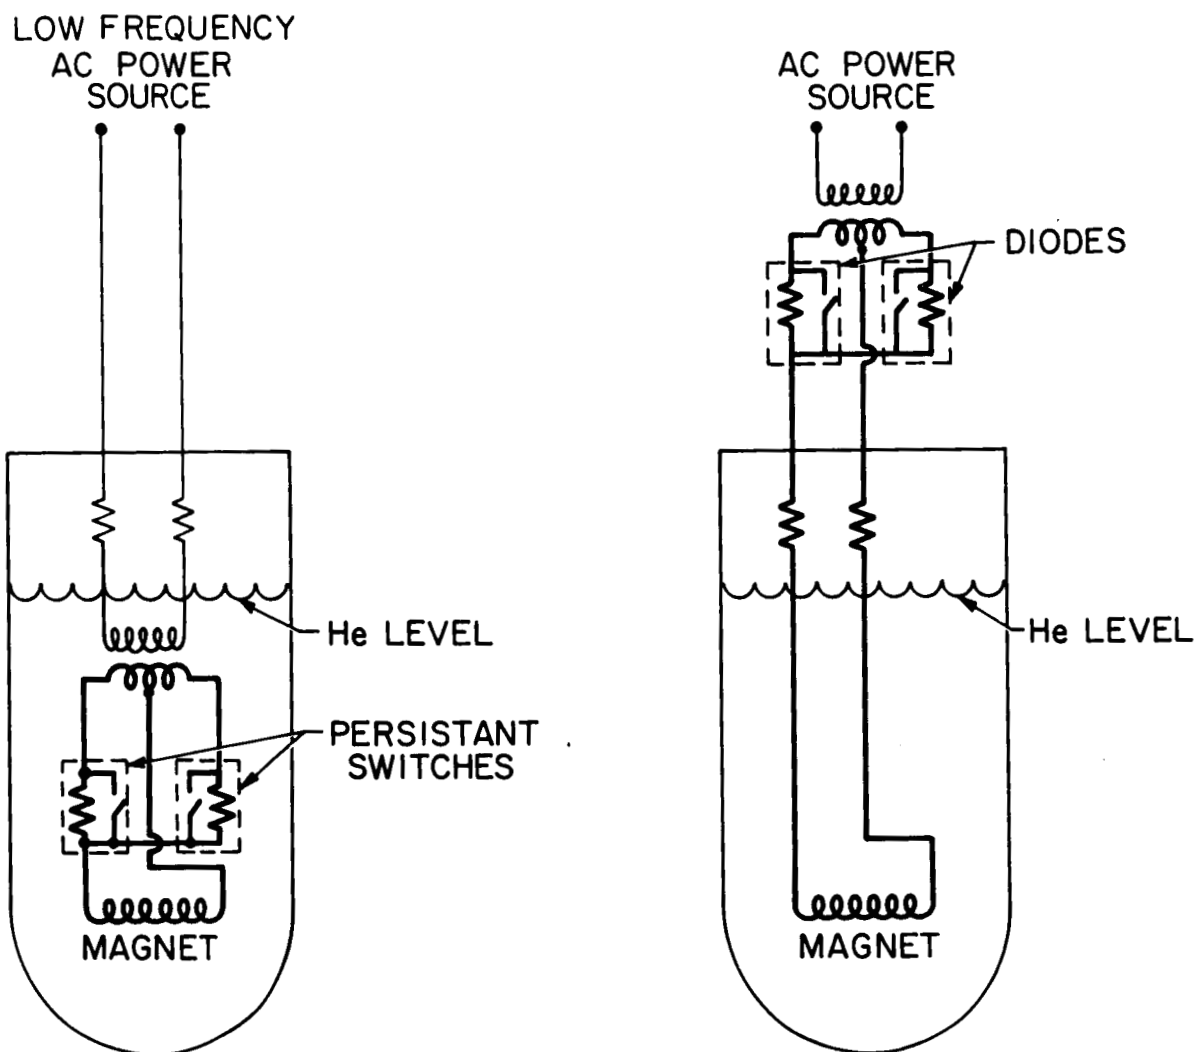 LOW FREQUENCY
AC POWER
SOURCE
He LEVEL
PERSISTANT
SWITCHES
MAGNET
AC POWER
SOURCE
DIODES
He LEVEL
MAGNET